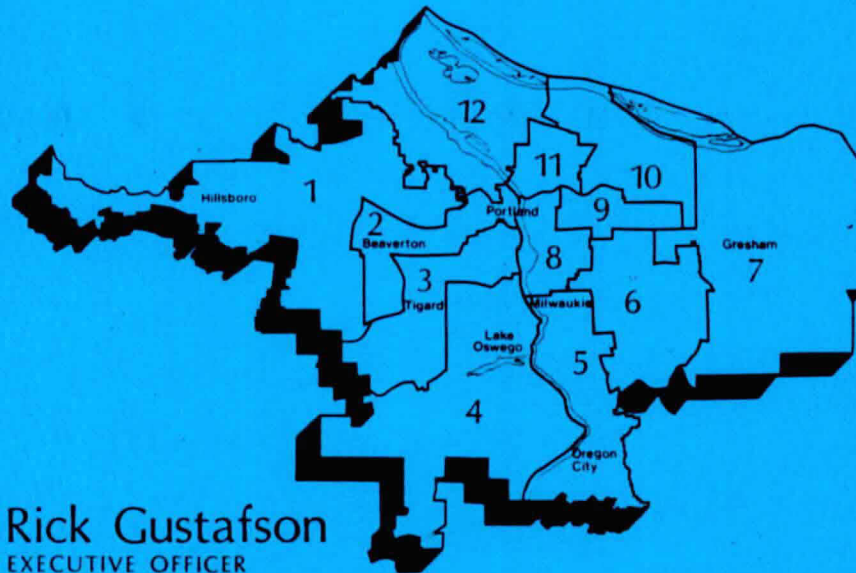 12
11
10
1
Hillsboro
9
2
Portland
Beaverton
Gresham
8
7
3
6
Tigard
Milwaukie
Lake
Oswego
5
4
Oregon
City
Rick Gustafson
EXECUTIVE OFFICER